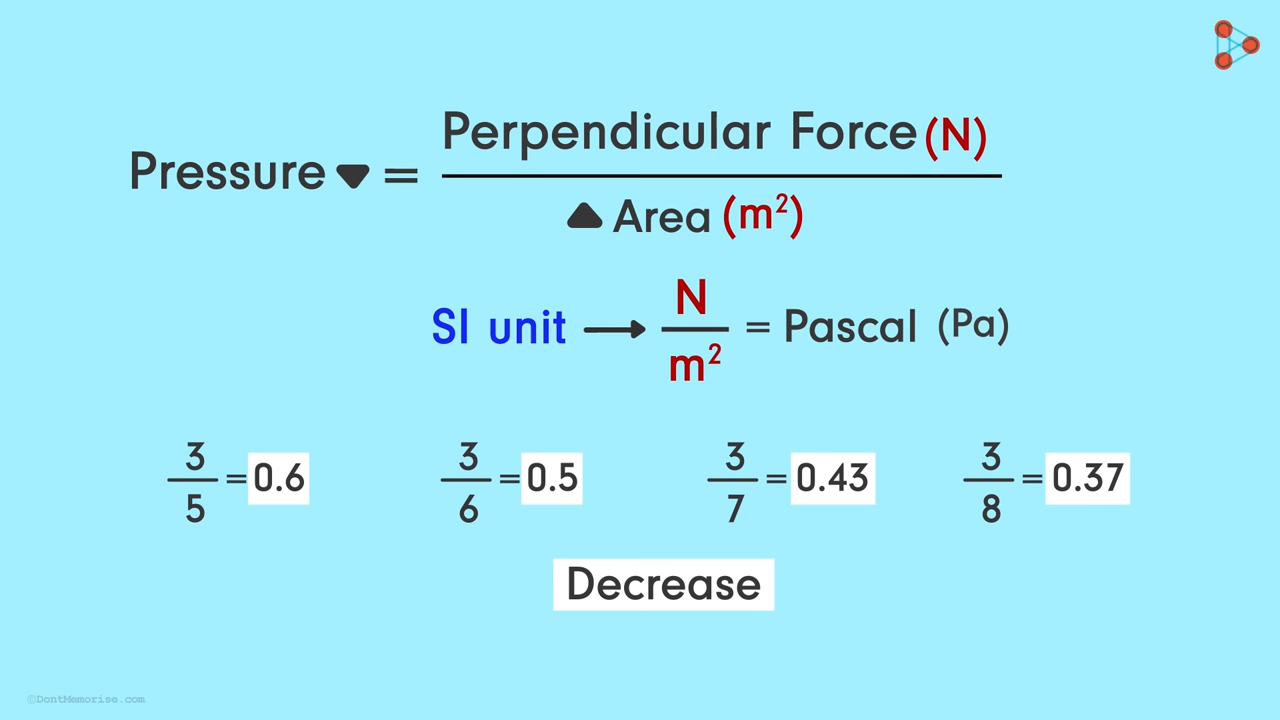 Perpendicular Force (N)
Pressure ▼ = 
▲ Area (m²)
N
SI unit → = Pascal (Pa)
m²
3 3 3 3
= 0.6 = 0.5 = 0.43 = 0.37
5 6 7 8
Decrease
©DontMemorise.com